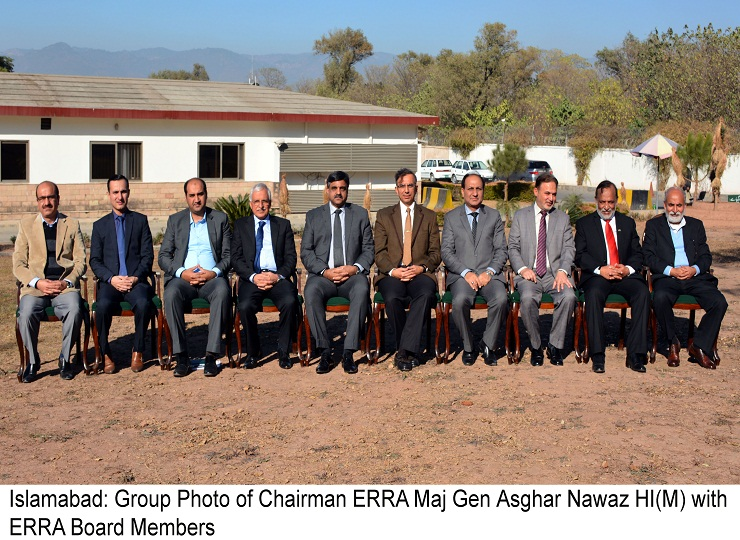 Islamabad: Group Photo of Chairman ERRA Maj Gen Asghar Nawaz HI(M) with
ERRA Board Members